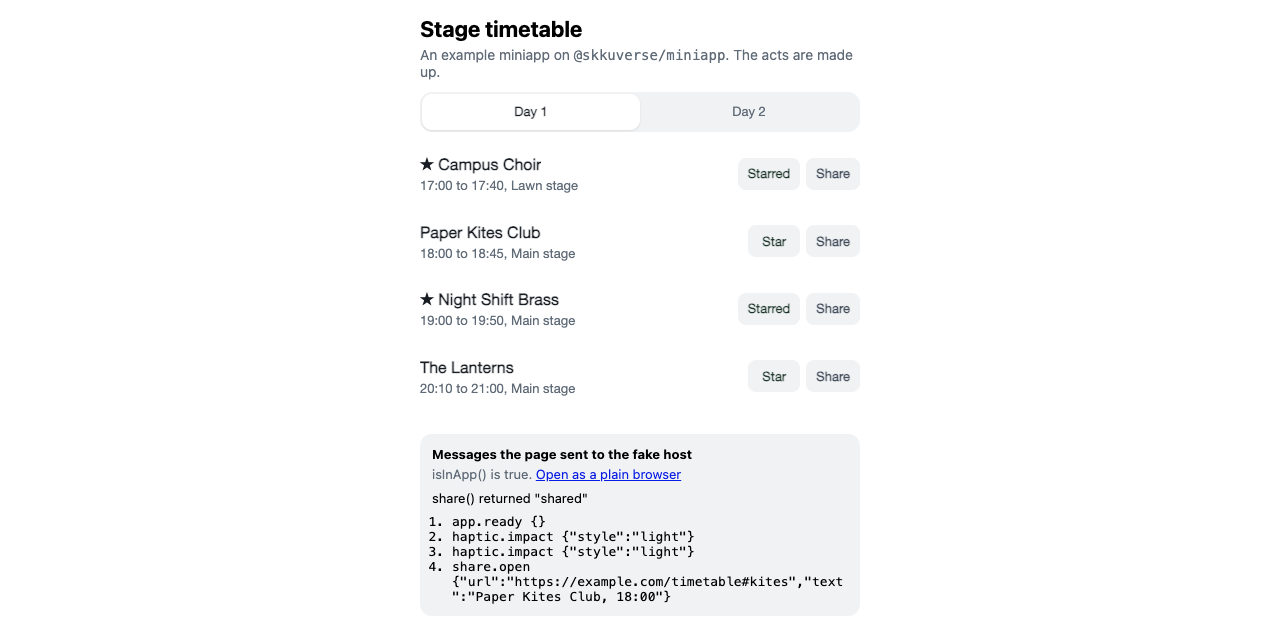 Stage timetable
An example miniapp on @skkuverse/miniapp. The acts are made
up.
Day 1
Day 2
★ Campus Choir
17:00 to 17:40, Lawn stage
Starred
Share
Paper Kites Club
18:00 to 18:45, Main stage
Star
Share
★ Night Shift Brass
19:00 to 19:50, Main stage
Starred
Share
The Lanterns
20:10 to 21:00, Main stage
Star
Share
Messages the page sent to the fake host
isInApp() is true. Open as a plain browser
share() returned "shared"
1. app.ready {}
2. haptic.impact {"style":"light"}
3. haptic.impact {"style":"light"}
4. share.open
{"url":"https://example.com/timetable#kites","text
":"Paper Kites Club, 18:00"}